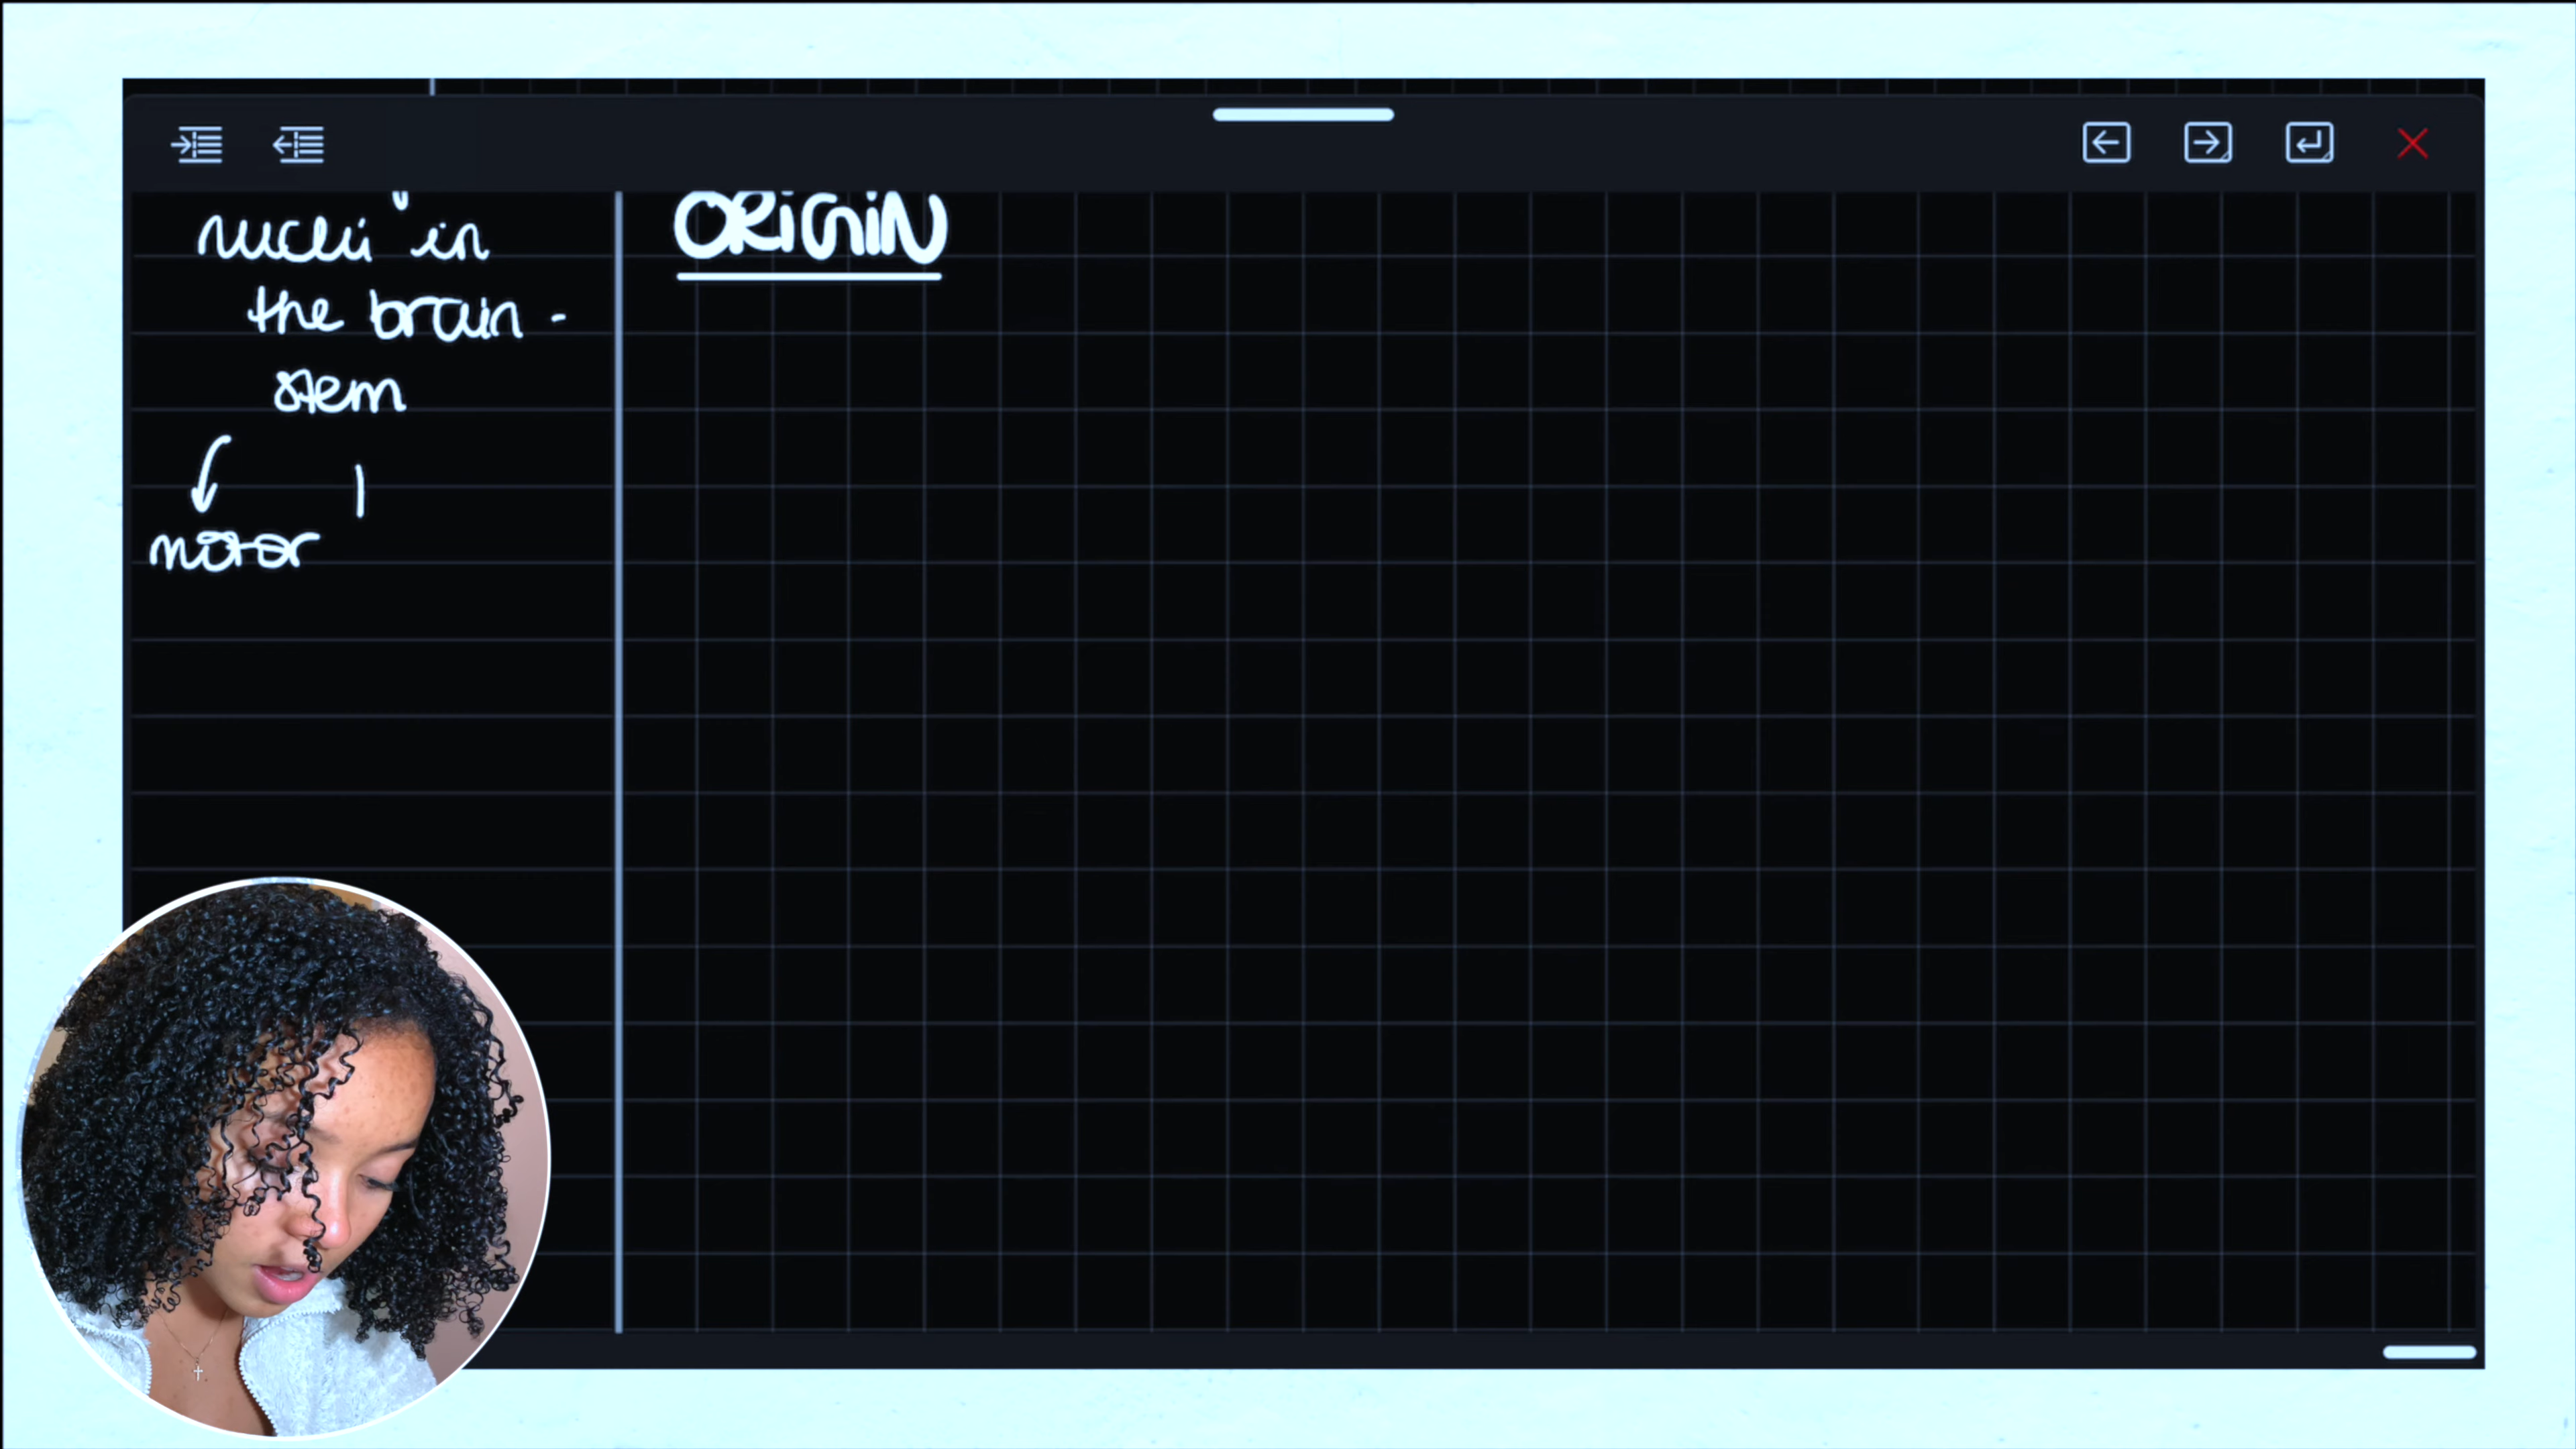 nuclei in
the brain -
stem
motor
ORIGIN